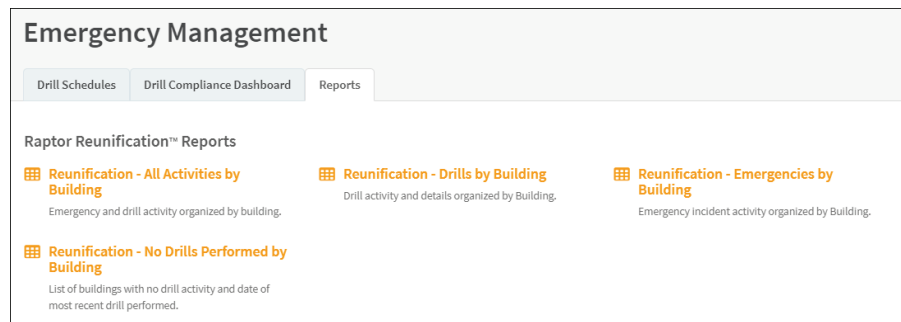 Emergency Management
Drill Schedules
Drill Compliance Dashboard
Reports
Raptor Reunification™ Reports
Reunification - All Activities by
Building
Emergency and drill activity organized by building.
Reunification - Drills by Building
Drill activity and details organized by Building.
Reunification - Emergencies by
Building
Emergency incident activity organized by Building.
Reunification - No Drills Performed by
Building
List of buildings with no drill activity and date of
most recent drill performed.